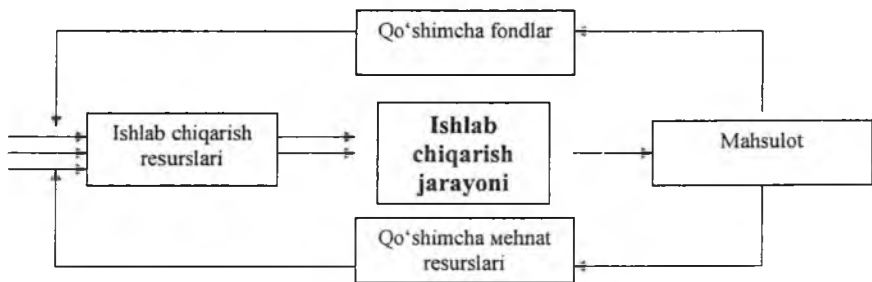 Qo‘shimcha fondlar
Ishlab chiqarish
resurslari
Ishlab
chiqarish
jarayoni
Mahsulot
Qo‘shimcha мehnat
resurslari